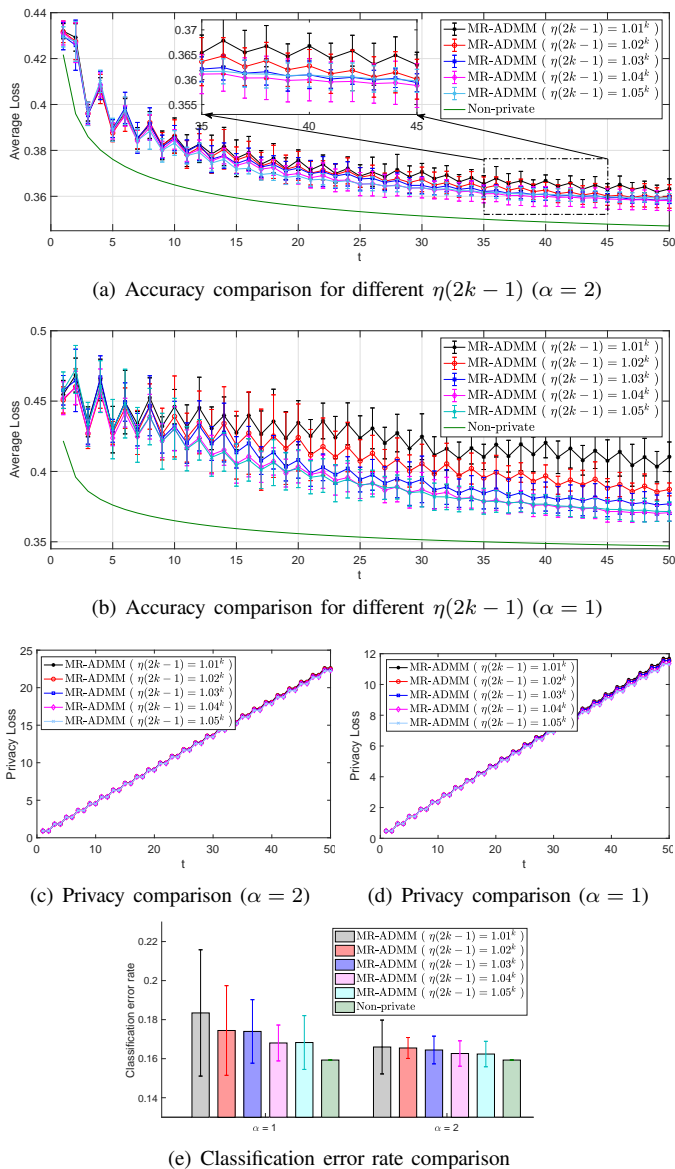 0.44
0.42
0.4
0.38
0.36
Average Loss
0.37
0.365
0.36
0.355
35 40 45
MR-ADMM ( η(2k − 1) = 1.01^k )
MR-ADMM ( η(2k − 1) = 1.02^k )
MR-ADMM ( η(2k − 1) = 1.03^k )
MR-ADMM ( η(2k − 1) = 1.04^k )
MR-ADMM ( η(2k − 1) = 1.05^k )
Non-private
0 5 10 15 20 25 30 35 40 45 50
t
(a) Accuracy comparison for different η(2k − 1) (α = 2)
0.5
0.45
0.4
0.35
Average Loss
MR-ADMM ( η(2k − 1) = 1.01^k )
MR-ADMM ( η(2k − 1) = 1.02^k )
MR-ADMM ( η(2k − 1) = 1.03^k )
MR-ADMM ( η(2k − 1) = 1.04^k )
MR-ADMM ( η(2k − 1) = 1.05^k )
Non-private
0 5 10 15 20 25 30 35 40 45 50
t
(b) Accuracy comparison for different η(2k − 1) (α = 1)
25
20
15
10
5
0
Privacy Loss
MR-ADMM ( η(2k − 1) = 1.01^k )
MR-ADMM ( η(2k − 1) = 1.02^k )
MR-ADMM ( η(2k − 1) = 1.03^k )
MR-ADMM ( η(2k − 1) = 1.04^k )
MR-ADMM ( η(2k − 1) = 1.05^k )
0 10 20 30 40 50
t
(c) Privacy comparison (α = 2)
12
10
8
6
4
2
0
Privacy Loss
MR-ADMM ( η(2k − 1) = 1.01^k )
MR-ADMM ( η(2k − 1) = 1.02^k )
MR-ADMM ( η(2k − 1) = 1.03^k )
MR-ADMM ( η(2k − 1) = 1.04^k )
MR-ADMM ( η(2k − 1) = 1.05^k )
0 10 20 30 40 50
t
(d) Privacy comparison (α = 1)
0.22
0.2
0.18
0.16
0.14
Classification error rate
MR-ADMM ( η(2k − 1) = 1.01^k )
MR-ADMM ( η(2k − 1) = 1.02^k )
MR-ADMM ( η(2k − 1) = 1.03^k )
MR-ADMM ( η(2k − 1) = 1.04^k )
MR-ADMM ( η(2k − 1) = 1.05^k )
Non-private
α = 1 α = 2
(e) Classification error rate comparison